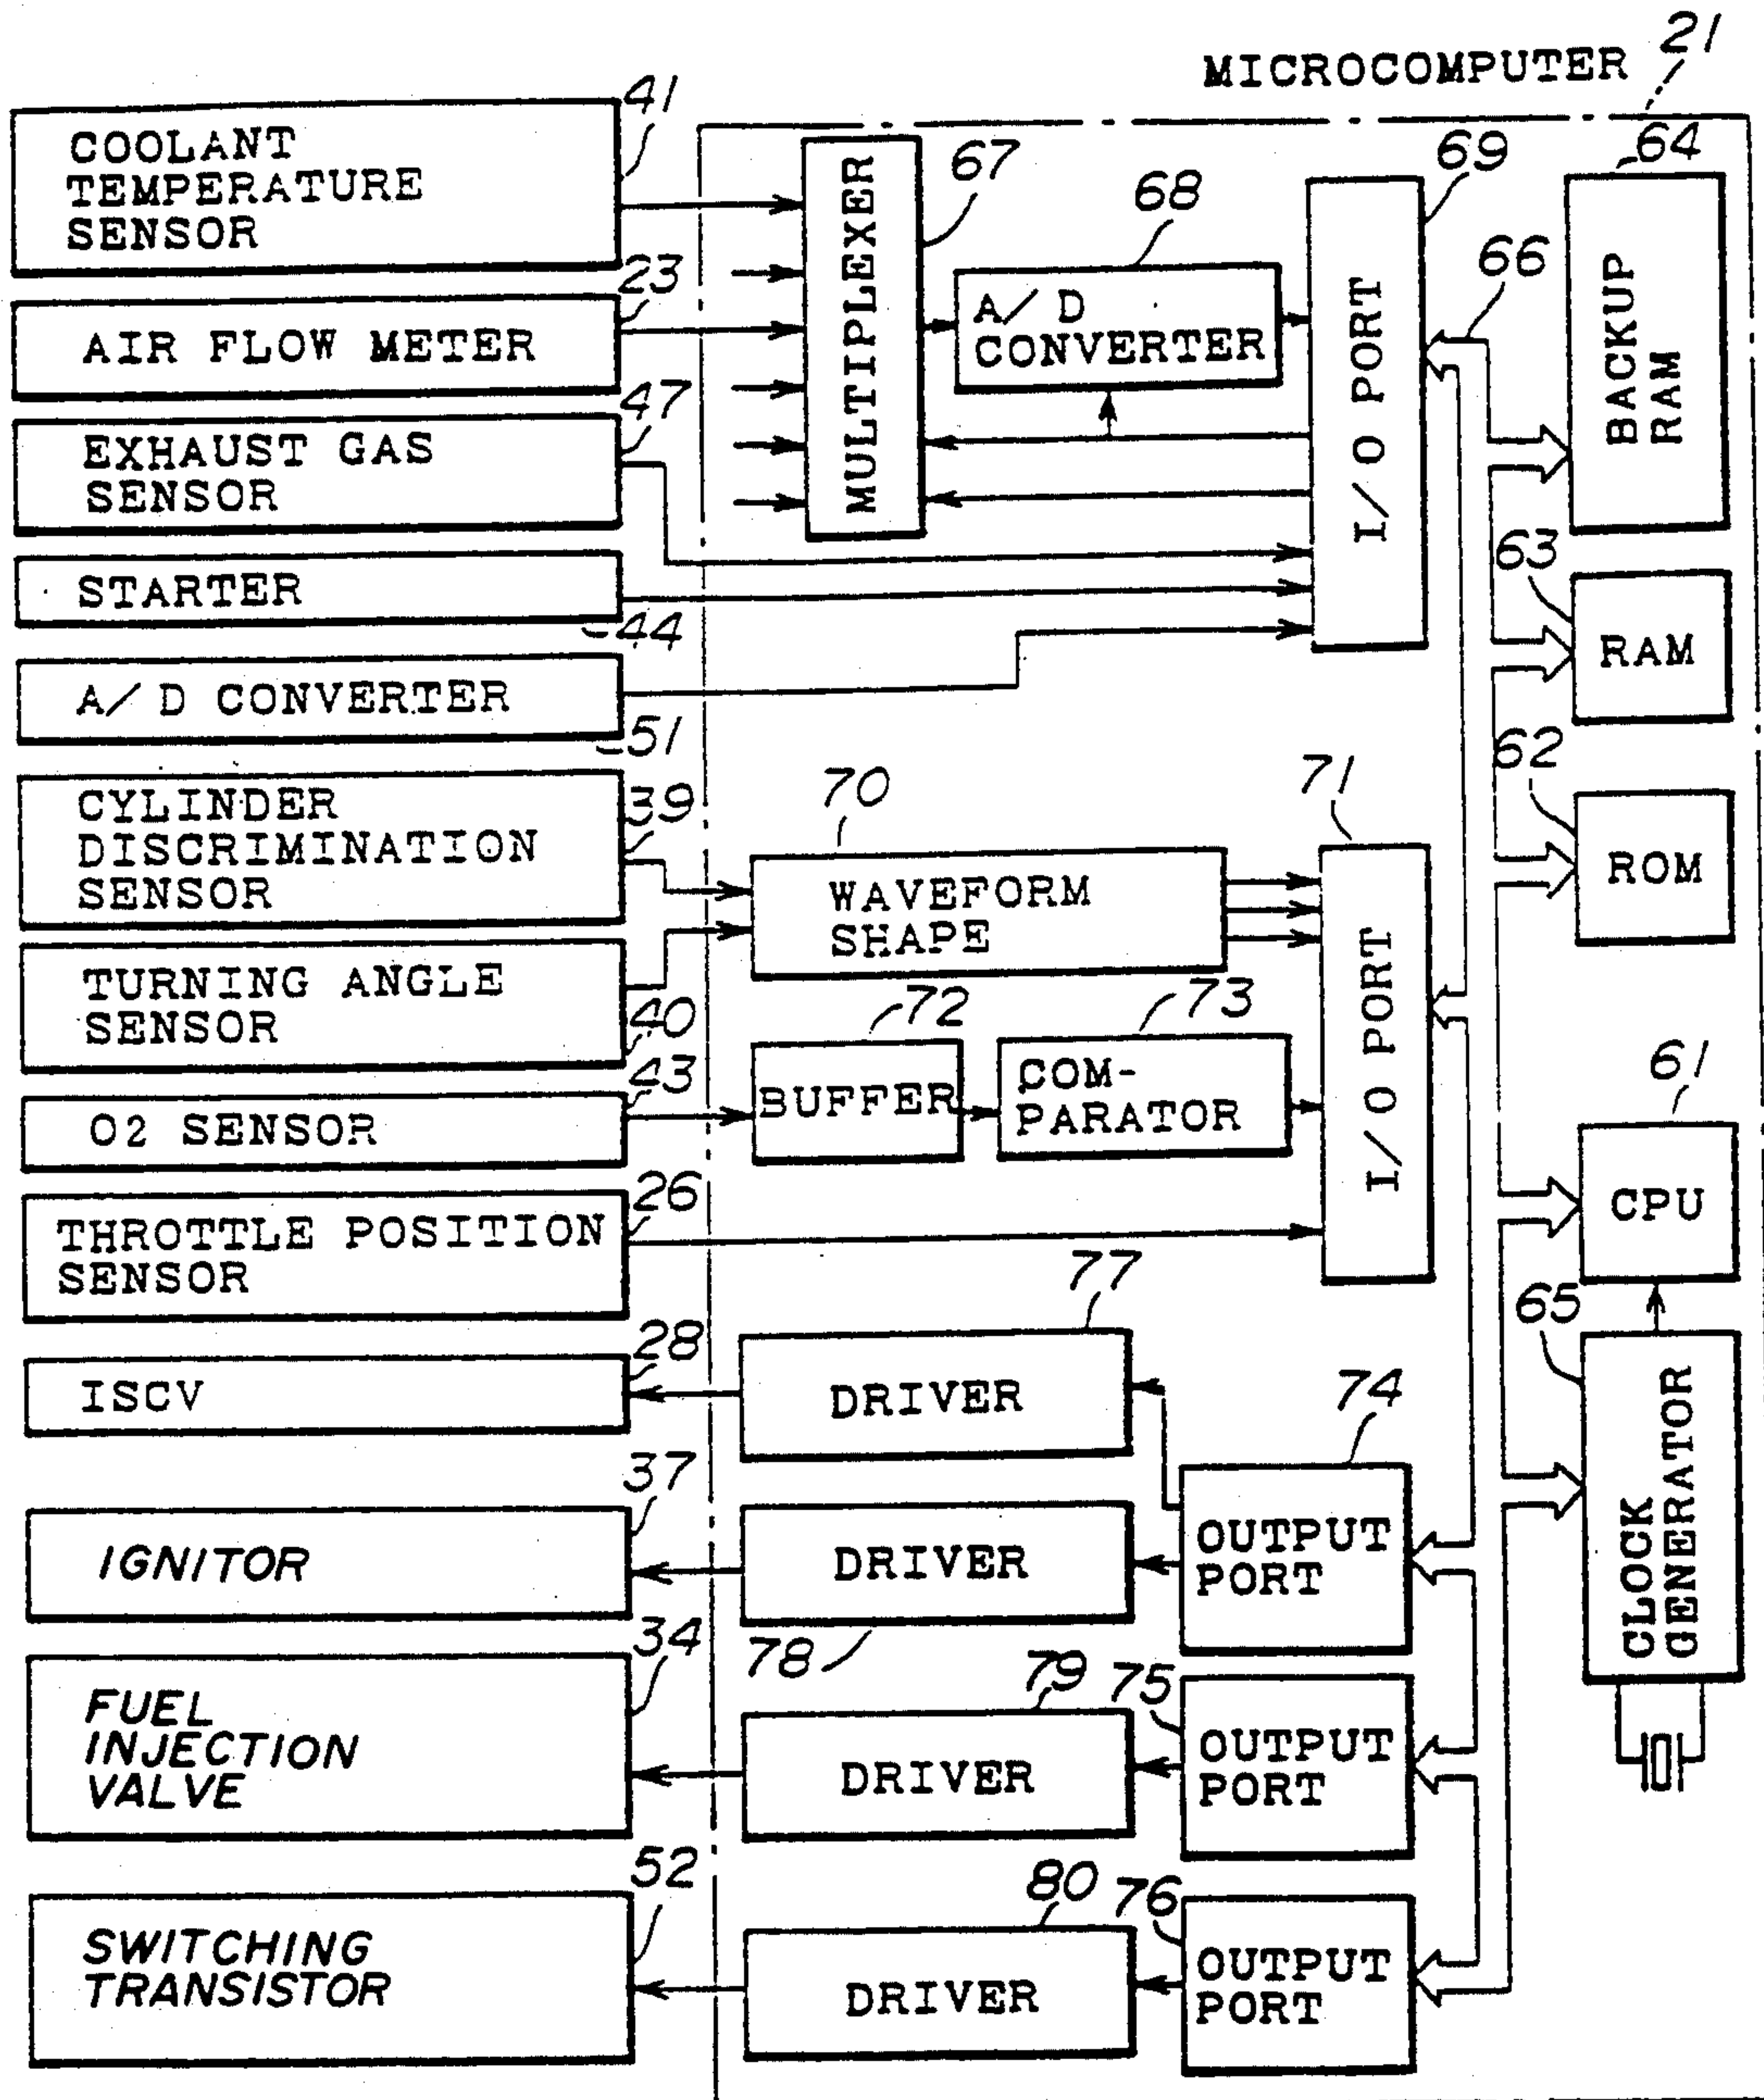 MICROCOMPUTER 21
COOLANT
TEMPERATURE
SENSOR
41
AIR FLOW METER
23
EXHAUST GAS
SENSOR
47
STARTER
44
A/D CONVERTER
51
CYLINDER
DISCRIMINATION
SENSOR
39
TURNING ANGLE
SENSOR
40
O2 SENSOR
43
THROTTLE POSITION
SENSOR
26
ISCV
28
IGNITOR
37
FUEL
INJECTION
VALVE
34
SWITCHING
TRANSISTOR
52
MULTIPLEXER
67
A/D
CONVERTER
68
I/O PORT
69
66
70
WAVEFORM
SHAPE
71
I/O PORT
72
BUFFER
73
COM-
PARATOR
77
DRIVER
74
OUTPUT
PORT
DRIVER
78
79
DRIVER
75
OUTPUT
PORT
80
DRIVER
76
OUTPUT
PORT
64
BACKUP
RAM
63
RAM
62
ROM
61
CPU
65
CLOCK
GENERATOR